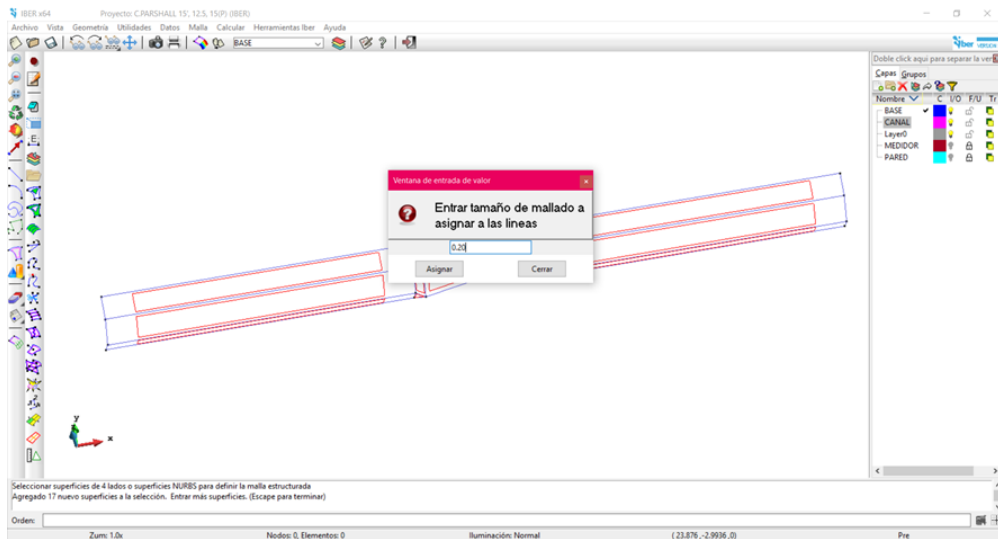 IBER x64 Proyecto: C.PARSHALL 15', 12.5, 15(P) (IBER)
Archivo Vista Geometría Utilidades Datos Malla Calcular Herramientas Iber Ayuda
BASE
Iber
Doble click aqui para separar la ver
Capas Grupos
Nombre C I/O F/U Tr
BASE
CANAL
Layer0
MEDIDOR
PARED
Ventana de entrada de valor
Entrar tamaño de mallado a
asignar a las lineas
0.20
Asignar Cerrar
y
x
Seleccionar superficies de 4 lados o superficies NURBS para definir la malla estructurada
Agregado 17 nuevo superficies a la selección. Entrar más superficies. (Escape para terminar)
Orden:
Zum: 1.0x Nodos: 0, Elementos: 0 Iluminación: Normal ( 23.876 ,-2.9936 ,0) Pre